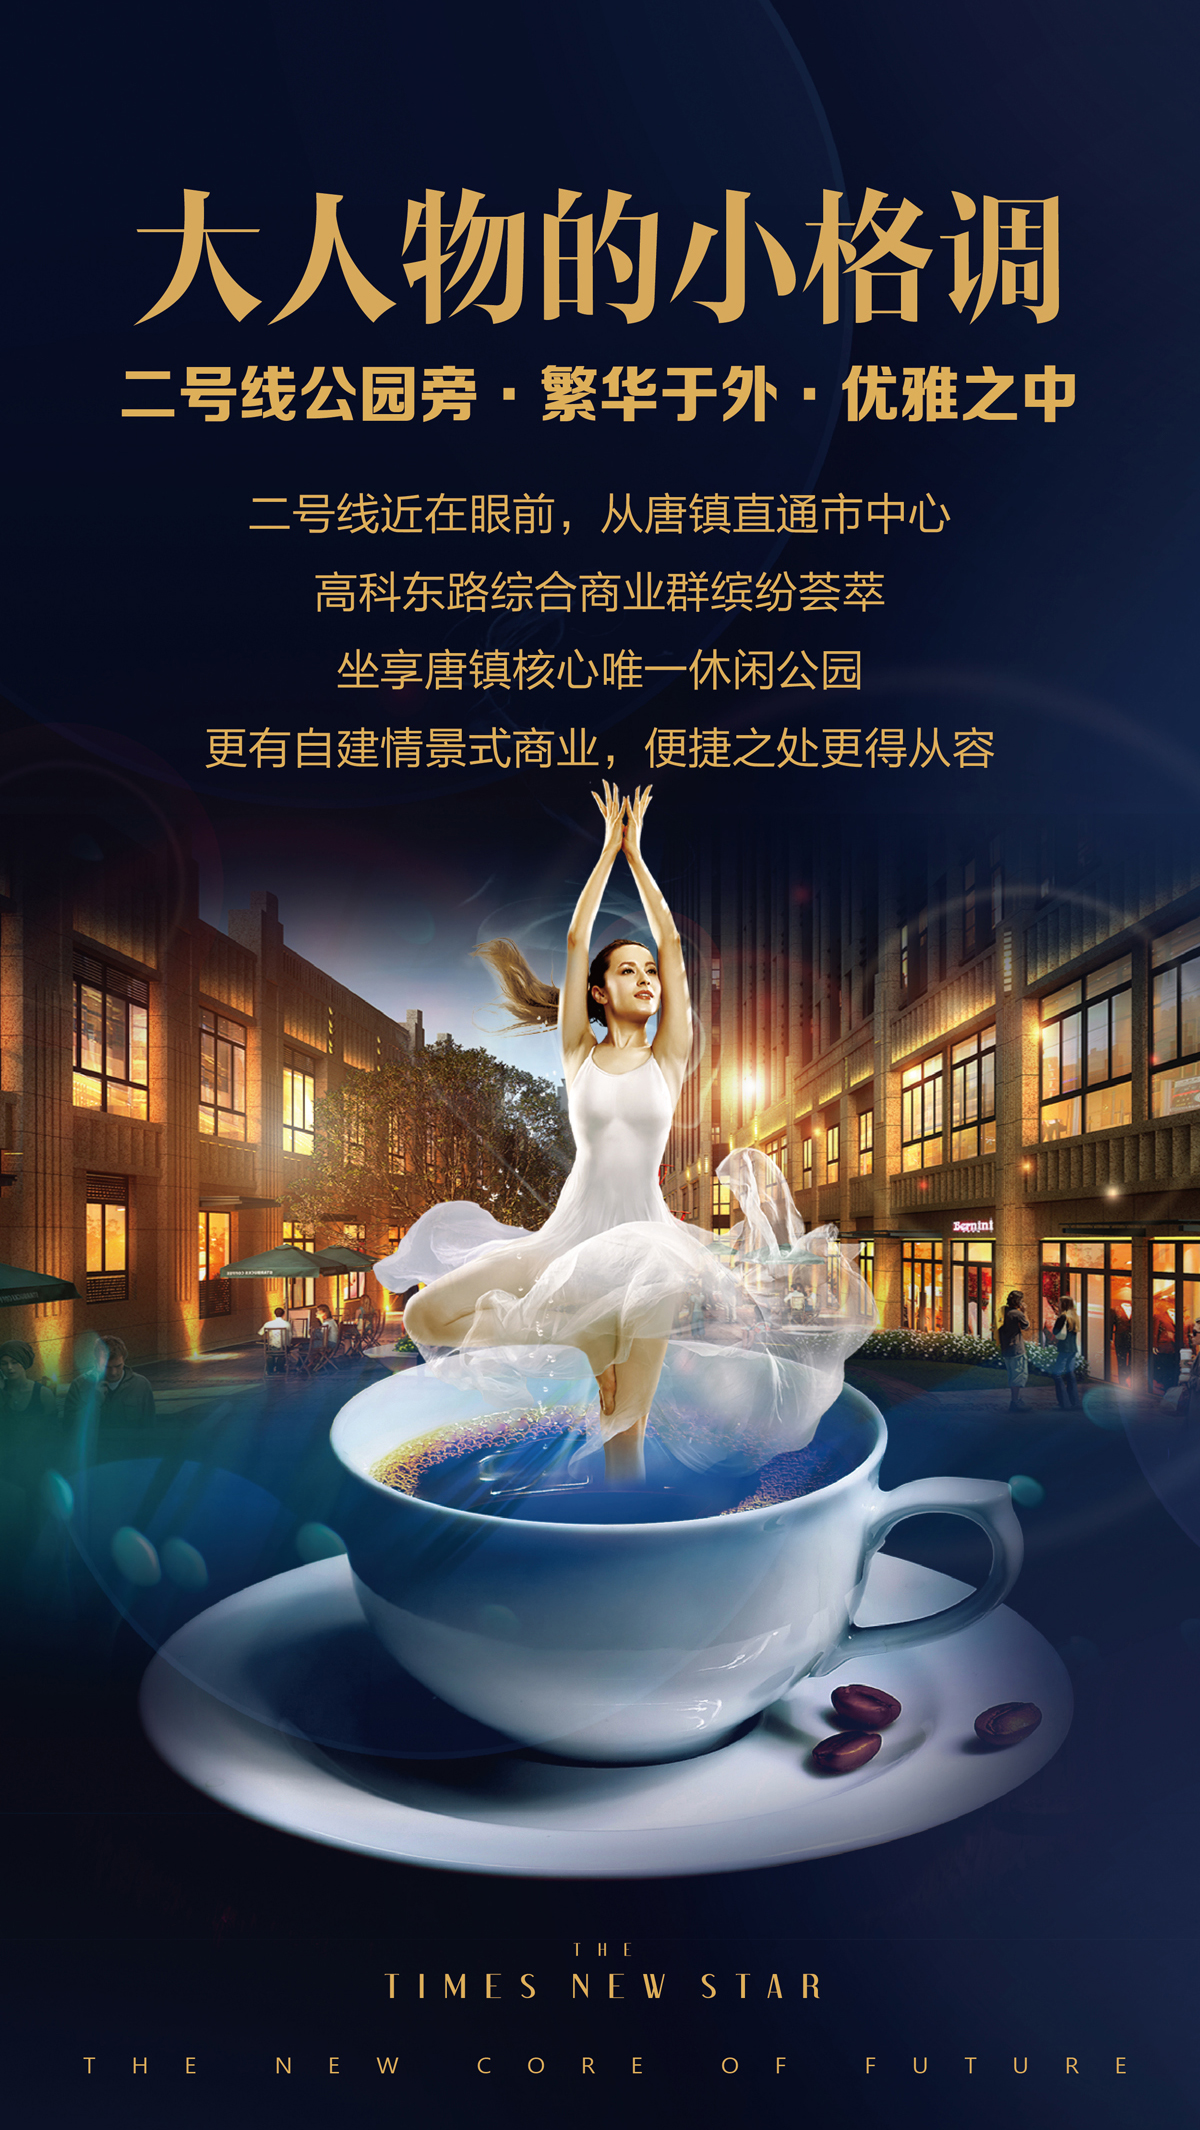 大人物的小格调
二号线公园旁·繁华于外·优雅之中
二号线近在眼前，从唐镇直通市中心
高科东路综合商业群缤纷荟萃
坐享唐镇核心唯一休闲公园
更有自建情景式商业，便捷之处更得从容
Bernini
THE
TIMES NEW STAR
THE NEW CORE OF FUTURE